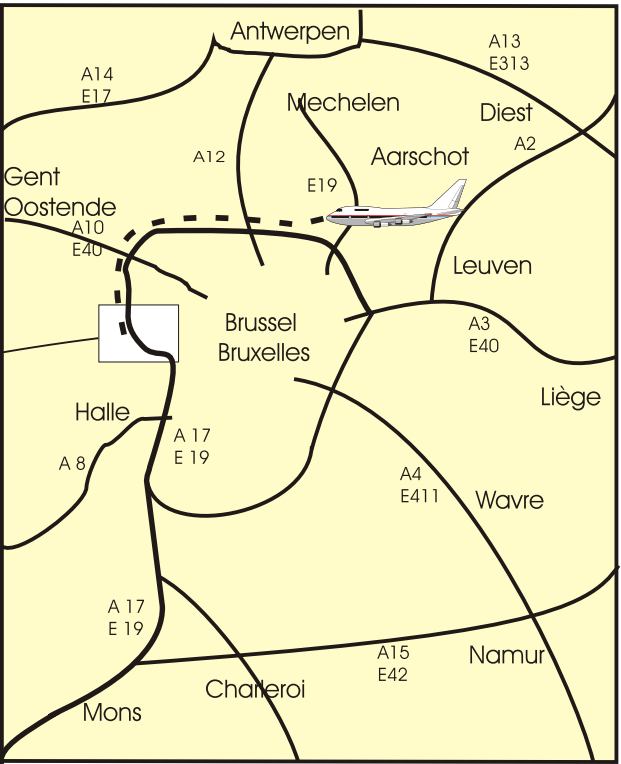 Antwerpen
A13
E313
A14
E17
Mechelen
Diest
A2
A12
Aarschot
Gent
Oostende
E19
A10
E40
Leuven
Brussel
Bruxelles
A3
E40
Liège
Halle
A 17
E 19
A 8
A4
E411
Wavre
A 17
E 19
A15
E42
Namur
Charleroi
Mons